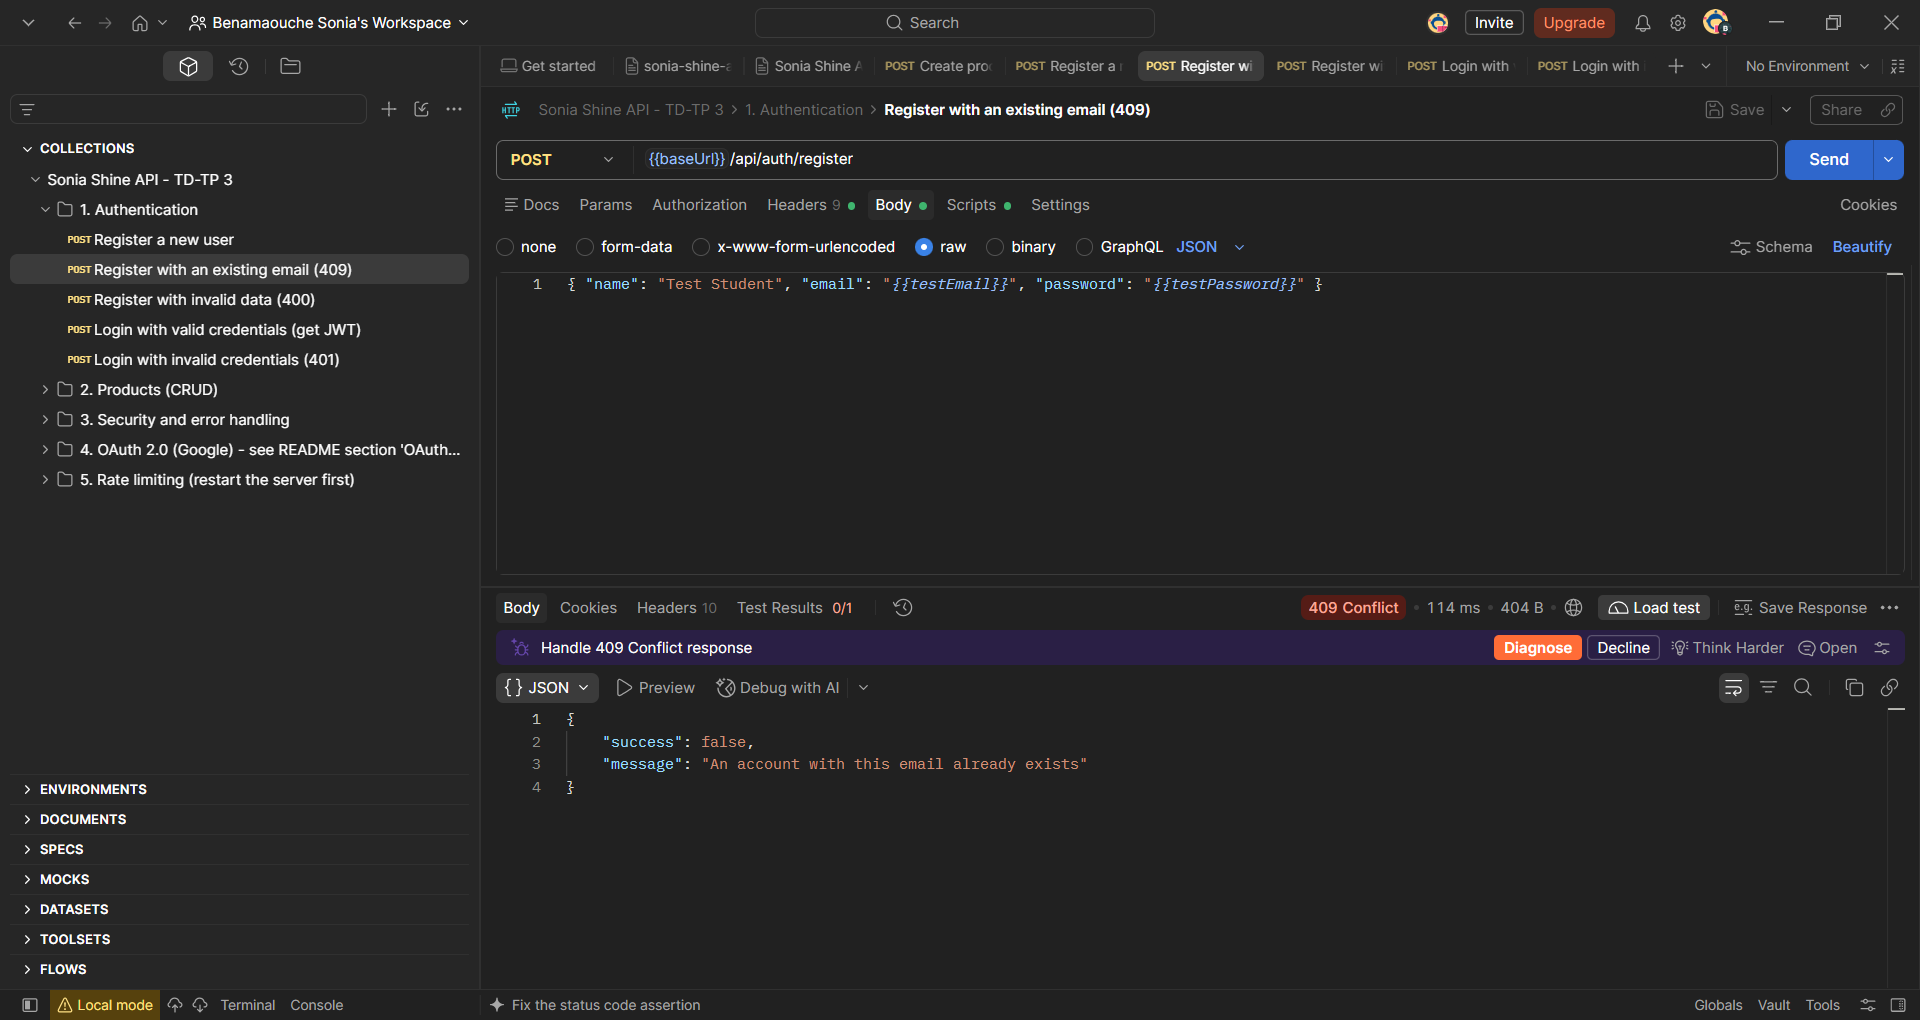 Benamaouche Sonia's Workspace
Search
Invite
Upgrade
Get started
sonia-shine-a
Sonia Shine A
POST Create pro
POST Register a
POST Register wi
POST Register wi
POST Login with
POST Login with
No Environment
HTTP
Sonia Shine API - TD-TP 3 > 1. Authentication > Register with an existing email (409)
Save
Share
COLLECTIONS
Sonia Shine API - TD-TP 3
1. Authentication
POST Register a new user
POST Register with an existing email (409)
POST Register with invalid data (400)
POST Login with valid credentials (get JWT)
POST Login with invalid credentials (401)
2. Products (CRUD)
3. Security and error handling
4. OAuth 2.0 (Google) - see README section 'OAuth...
5. Rate limiting (restart the server first)
ENVIRONMENTS
DOCUMENTS
SPECS
MOCKS
DATASETS
TOOLSETS
FLOWS
POST
{{baseUrl}} /api/auth/register
Send
Docs
Params
Authorization
Headers 9
Body
Scripts
Settings
Cookies
none
form-data
x-www-form-urlencoded
raw
binary
GraphQL
JSON
Schema
Beautify
1 { "name": "Test Student", "email": "{{testEmail}}", "password": "{{testPassword}}" }
Body
Cookies
Headers 10
Test Results 0/1
409 Conflict
114 ms
404 B
Load test
e.g. Save Response
Handle 409 Conflict response
Diagnose
Decline
Think Harder
Open
{} JSON
Preview
Debug with AI
1 {
2 "success": false,
3 "message": "An account with this email already exists"
4 }
Local mode
Terminal
Console
Fix the status code assertion
Globals
Vault
Tools